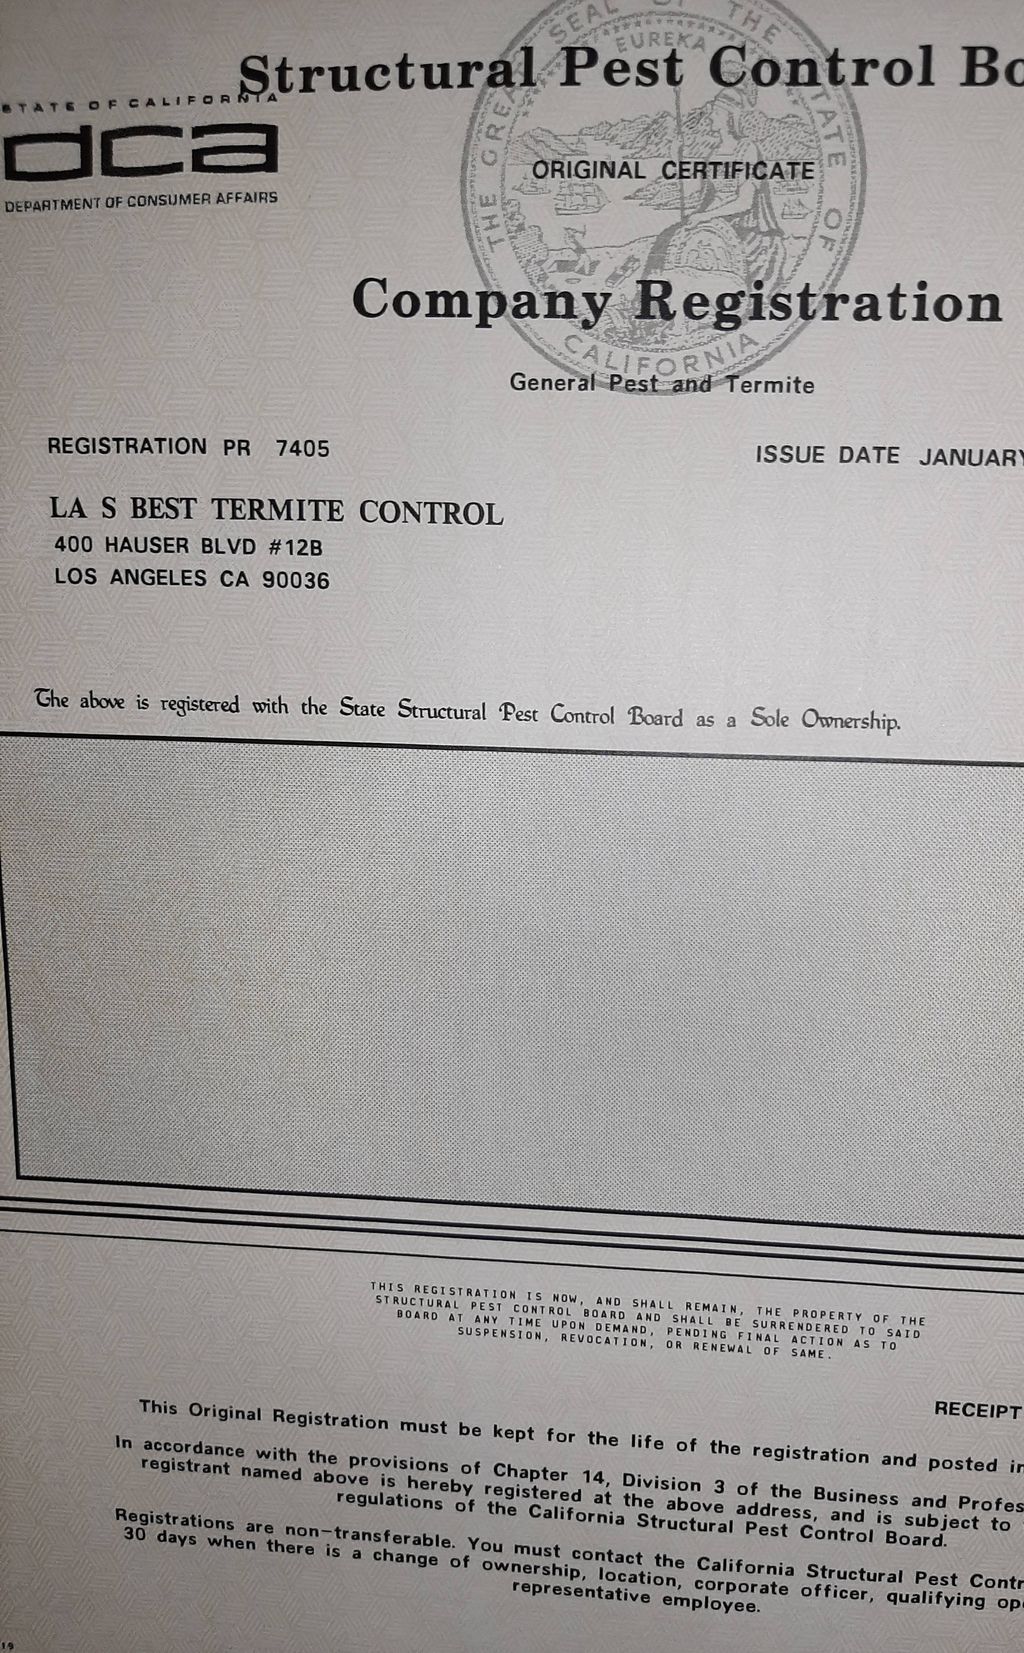 SEAL OF THE
EUREKA
Structural Pest Control Bo
STATE OF CALIFORNIA
dca
DEPARTMENT OF CONSUMER AFFAIRS
THE GREAT STATE OF
ORIGINAL CERTIFICATE
Company Registration
CALIFORNIA
General Pest and Termite
REGISTRATION PR 7405
ISSUE DATE JANUARY
LA S BEST TERMITE CONTROL
400 HAUSER BLVD #12B
LOS ANGELES CA 90036
The above is registered with the State Structural Pest Control Board as a Sole Ownership.
THIS REGISTRATION IS NOW, AND SHALL REMAIN, THE PROPERTY OF THE
STRUCTURAL PEST CONTROL BOARD AND SHALL BE SURRENDERED TO SAID
BOARD AT ANY TIME UPON DEMAND, PENDING FINAL ACTION AS TO
SUSPENSION, REVOCATION, OR RENEWAL OF SAME.
RECEIPT
This Original Registration must be kept for the life of the registration and posted in
In accordance with the provisions of Chapter 14, Division 3 of the Business and Profes
registrant named above is hereby registered at the above address, and is subject to
regulations of the California Structural Pest Control Board.
Registrations are non-transferable. You must contact the California Structural Pest Contr
30 days when there is a change of ownership, location, corporate officer, qualifying op
representative employee.
19